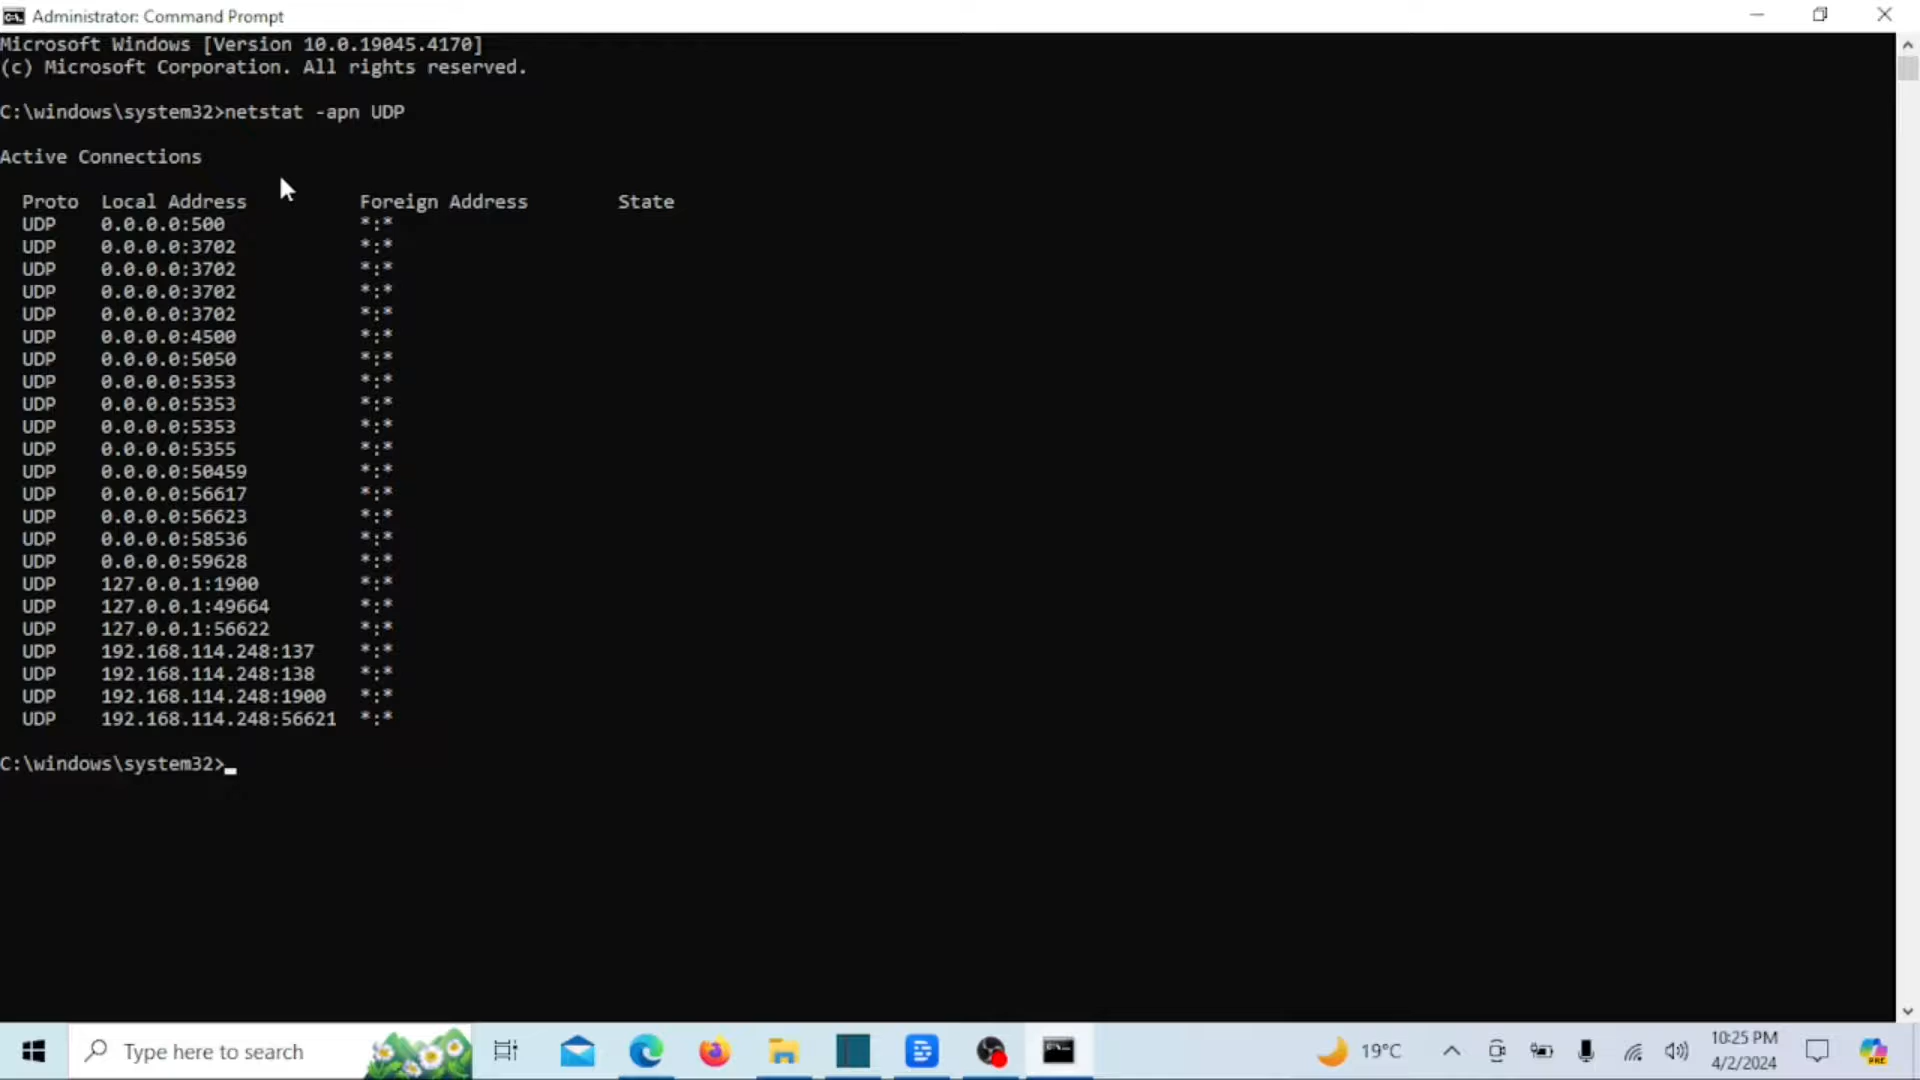 Administrator: Command Prompt
Microsoft Windows [Version 10.0.19045.4170]
(c) Microsoft Corporation. All rights reserved.
C:\windows\system32>netstat -apn UDP
Active Connections
Proto  Local Address          Foreign Address        State
UDP    0.0.0.0:500            *:*
UDP    0.0.0.0:3702           *:*
UDP    0.0.0.0:3702           *:*
UDP    0.0.0.0:3702           *:*
UDP    0.0.0.0:3702           *:*
UDP    0.0.0.0:4500           *:*
UDP    0.0.0.0:5050           *:*
UDP    0.0.0.0:5353           *:*
UDP    0.0.0.0:5353           *:*
UDP    0.0.0.0:5353           *:*
UDP    0.0.0.0:5355           *:*
UDP    0.0.0.0:50459          *:*
UDP    0.0.0.0:56617          *:*
UDP    0.0.0.0:56623          *:*
UDP    0.0.0.0:58536          *:*
UDP    0.0.0.0:59628          *:*
UDP    127.0.0.1:1900         *:*
UDP    127.0.0.1:49664        *:*
UDP    127.0.0.1:56622        *:*
UDP    192.168.114.248:137    *:*
UDP    192.168.114.248:138    *:*
UDP    192.168.114.248:1900   *:*
UDP    192.168.114.248:56621  *:*
C:\windows\system32>
Type here to search
19°C
10:25 PM
4/2/2024
PRE